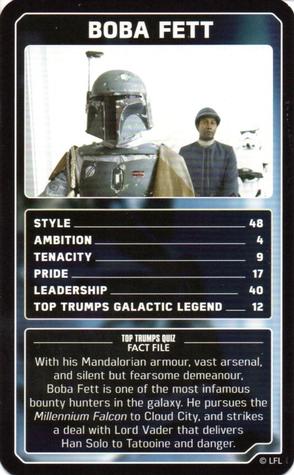 BOBA FETT
STYLE 48
AMBITION 4
TENACITY 9
PRIDE 17
LEADERSHIP 40
TOP TRUMPS GALACTIC LEGEND 12
TOP TRUMPS QUIZ
FACT FILE
With his Mandalorian armour, vast arsenal,
and silent but fearsome demeanour,
Boba Fett is one of the most infamous
bounty hunters in the galaxy. He pursues the
Millennium Falcon to Cloud City, and strikes
a deal with Lord Vader that delivers
Han Solo to Tatooine and danger.
© LFL